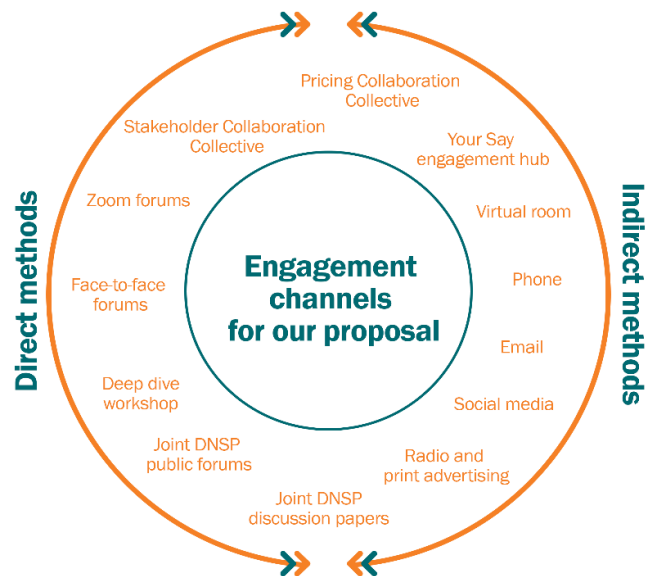 Pricing Collaboration
Collective
Stakeholder Collaboration
Collective
Your Say
engagement hub
Zoom forums
Virtual room
Direct methods
Indirect methods
Engagement
channels
for our proposal
Face-to-face
forums
Phone
Email
Deep dive
workshop
Social media
Joint DNSP
public forums
Radio and
print advertising
Joint DNSP
discussion papers